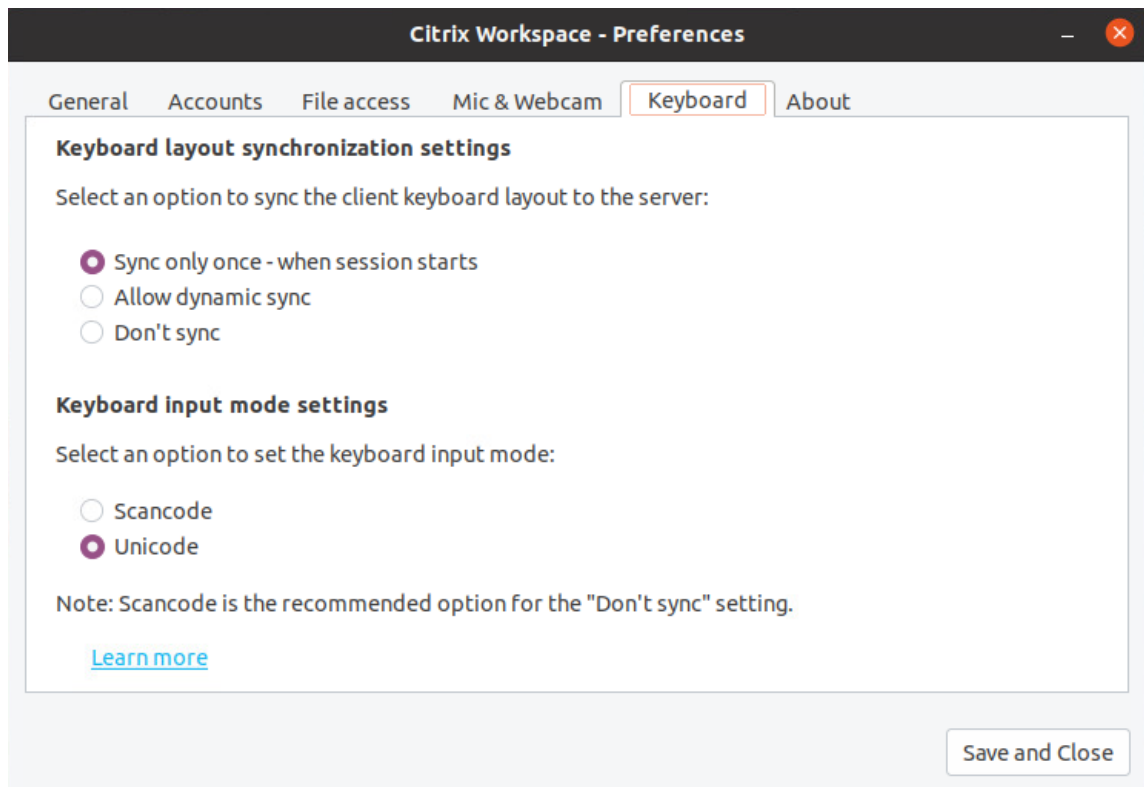 Citrix Workspace - Preferences
General Accounts File access Mic & Webcam Keyboard About
Keyboard layout synchronization settings
Select an option to sync the client keyboard layout to the server:
Sync only once - when session starts
Allow dynamic sync
Don't sync
Keyboard input mode settings
Select an option to set the keyboard input mode:
Scancode
Unicode
Note: Scancode is the recommended option for the "Don't sync" setting.
Learn more
Save and Close